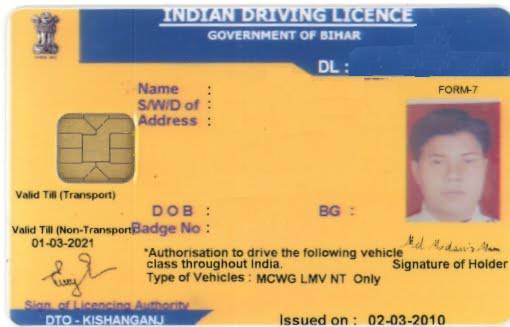 INDIAN DRIVING LICENCE
GOVERNMENT OF BIHAR
DL :
Name :
FORM-7
S/W/D of :
Address :
Valid Till (Transport)
D O B :
BG :
Valid Till (Non-Transport)
Badge No :
01-03-2021
*Authorisation to drive the following vehicle
class throughout India.
Signature of Holder
Type of Vehicles : MCWG LMV NT Only
Sign. of Licencing Authority
DTO - KISHANGANJ
Issued on : 02-03-2010